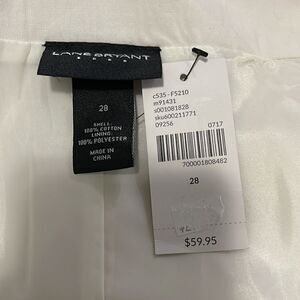 LANE BRYANT
28
SHELL:
100% COTTON
LINING:
100% POLYESTER
MADE IN
CHINA
c535-F5210
m91431
s001081828
sku600211771
09256 0717
700001808482
28
$59.95